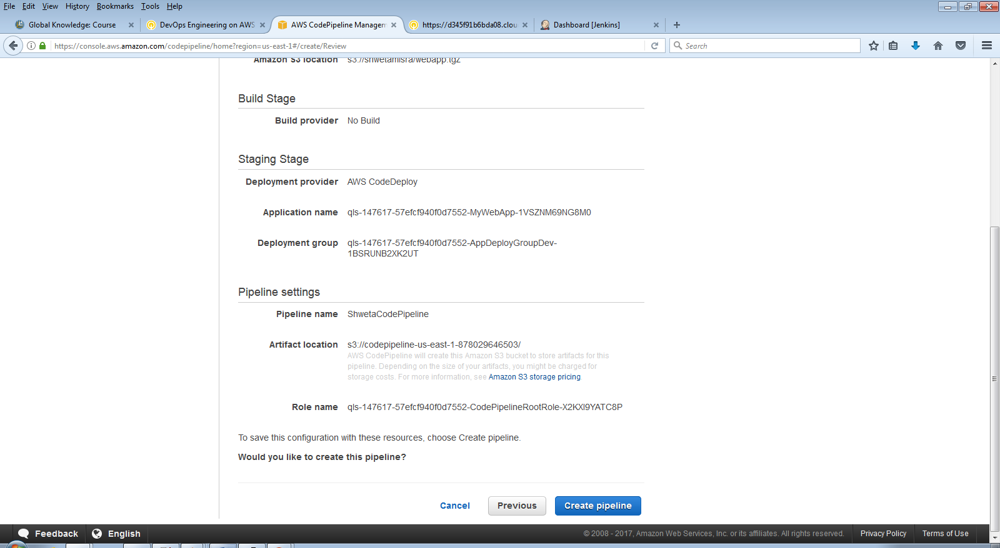 File Edit View History Bookmarks Tools Help
Global Knowledge: Course
DevOps Engineering on AWS
AWS CodePipeline Managem
https://d345f91b6bda08.clou
Dashboard [Jenkins]
https://console.aws.amazon.com/codepipeline/home?region=us-east-1#/create/Review
Search
Amazon S3 location s3://shwetamisra/webapp.tgz
Build Stage
Build provider No Build
Staging Stage
Deployment provider AWS CodeDeploy
Application name qls-147617-57efcf940f0d7552-MyWebApp-1VSZNM69NG8M0
Deployment group qls-147617-57efcf940f0d7552-AppDeployGroupDev-
1BSRUNB2XK2UT
Pipeline settings
Pipeline name ShwetaCodePipeline
Artifact location s3://codepipeline-us-east-1-878029646503/
AWS CodePipeline will create this Amazon S3 bucket to store artifacts for this
pipeline. Depending on the size of your artifacts, you might be charged for
storage costs. For more information, see Amazon S3 storage pricing.
Role name qls-147617-57efcf940f0d7552-CodePipelineRootRole-X2KXI9YATC8P
To save this configuration with these resources, choose Create pipeline.
Would you like to create this pipeline?
Cancel Previous Create pipeline
Feedback English © 2008 - 2017, Amazon Web Services, Inc. or its affiliates. All rights reserved. Privacy Policy Terms of Use